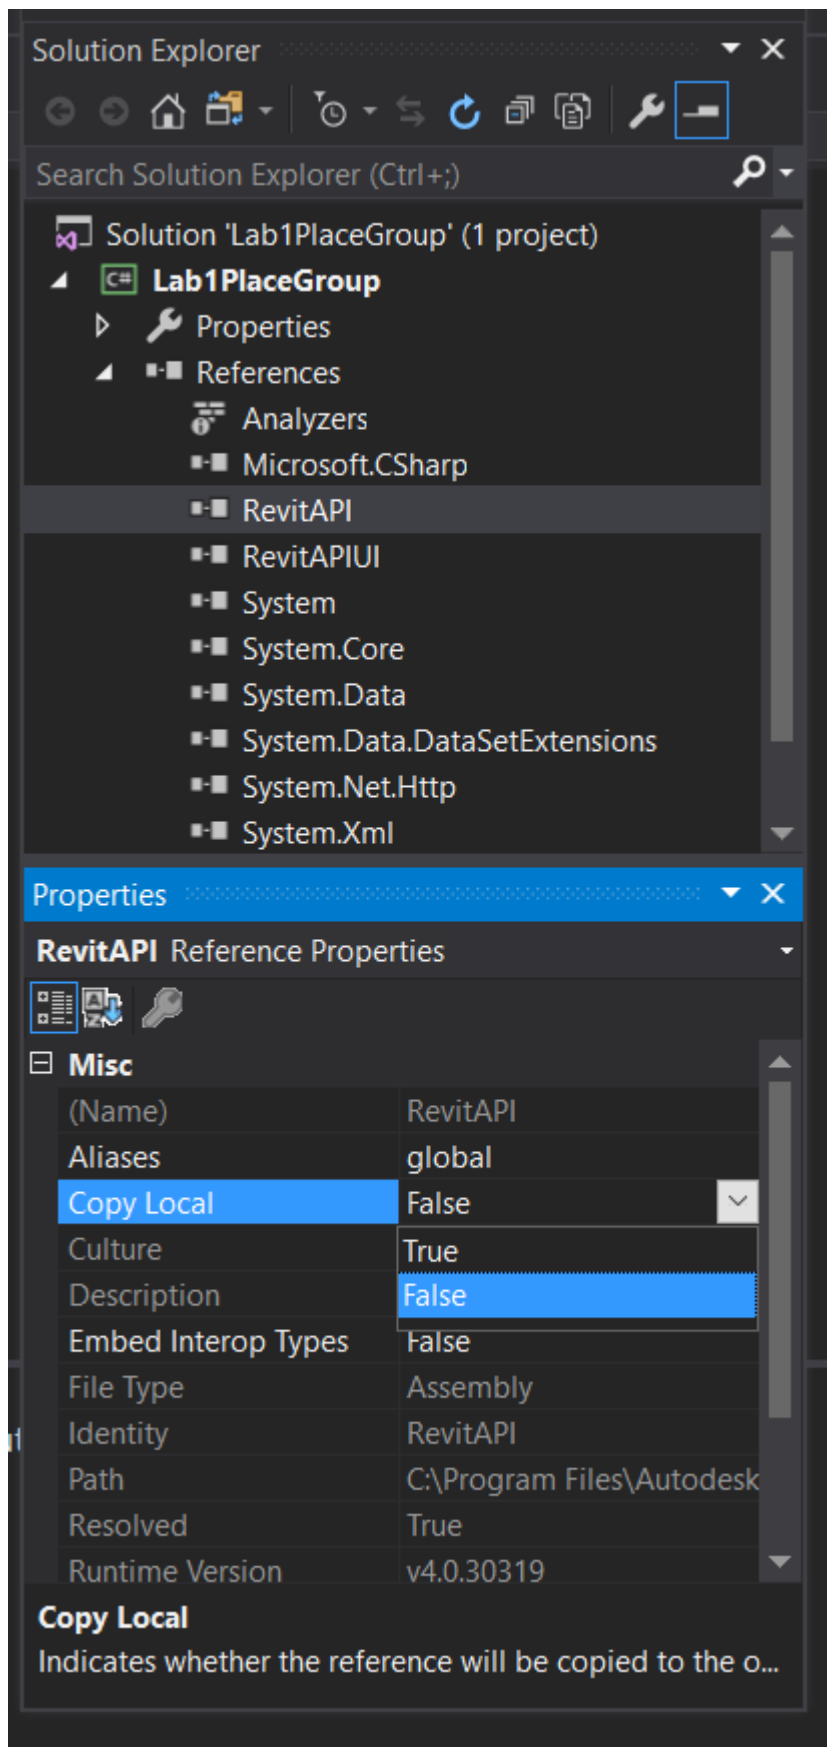 Solution Explorer
Search Solution Explorer (Ctrl+;)
Solution 'Lab1PlaceGroup' (1 project)
C# Lab1PlaceGroup
Properties
References
Analyzers
Microsoft.CSharp
RevitAPI
RevitAPIUI
System
System.Core
System.Data
System.Data.DataSetExtensions
System.Net.Http
System.Xml
Properties
RevitAPI Reference Properties
Misc
(Name) RevitAPI
Aliases global
Copy Local False
Culture True
Description False
Embed Interop Types False
File Type Assembly
Identity RevitAPI
Path C:\Program Files\Autodesk
Resolved True
Runtime Version v4.0.30319
Copy Local
Indicates whether the reference will be copied to the o...